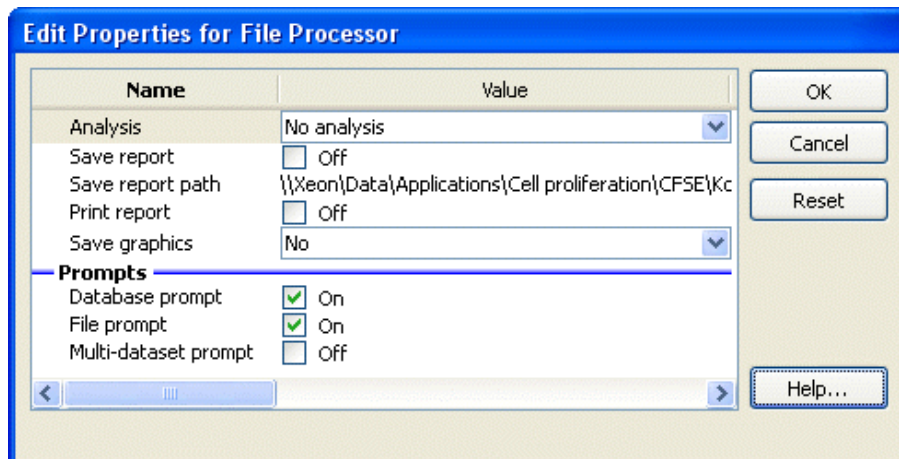 Edit Properties for File Processor
Name Value
Analysis No analysis
Save report Off
Save report path \\Xeon\Data\Applications\Cell proliferation\CFSE\Kc
Print report Off
Save graphics No
Prompts
Database prompt On
File prompt On
Multi-dataset prompt Off
OK
Cancel
Reset
Help...